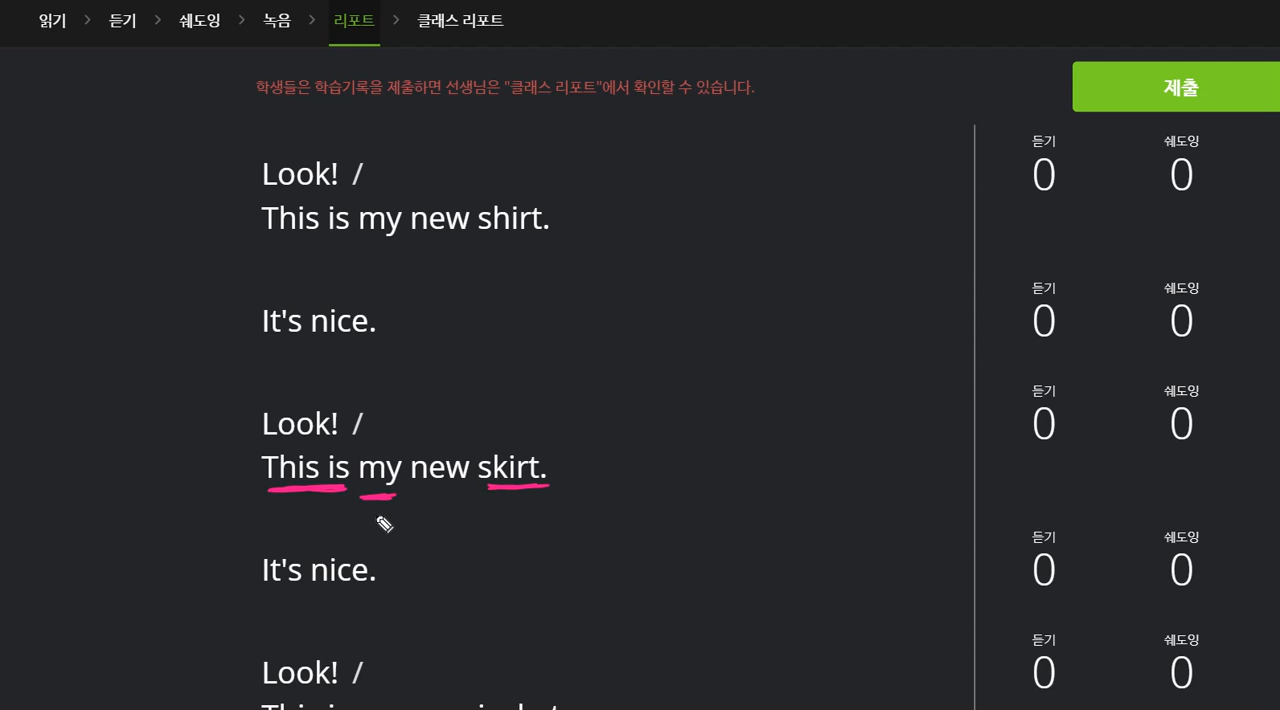 읽기 > 듣기 > 쉐도잉 > 녹음 > 리포트 > 클래스 리포트
학생들은 학습기록을 제출하면 선생님은 "클래스 리포트"에서 확인할 수 있습니다.
제출
Look! /
This is my new shirt.
듣기 쉐도잉
0 0
It's nice.
듣기 쉐도잉
0 0
Look! /
This is my new skirt.
듣기 쉐도잉
0 0
It's nice.
듣기 쉐도잉
0 0
Look! /
듣기 쉐도잉
0 0